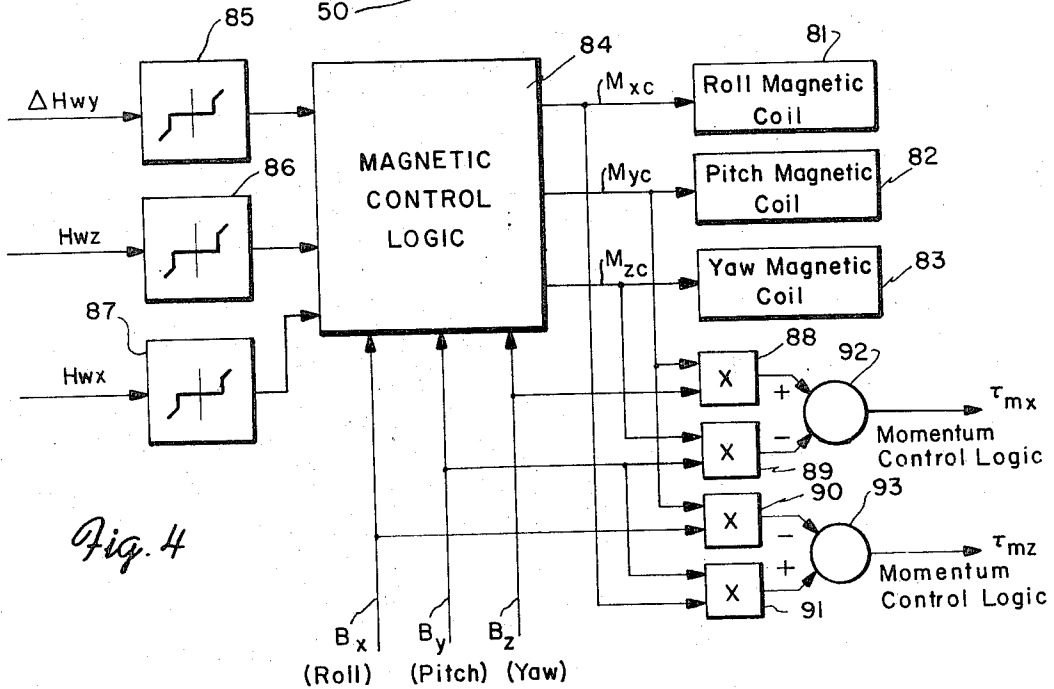 50
85
ΔHwy
86
Hwz
87
Hwx
84
MAGNETIC
CONTROL
LOGIC
Mxc
Myc
Mzc
81
Roll Magnetic
Coil
82
Pitch Magnetic
Coil
83
Yaw Magnetic
Coil
88
X
+
92
τmx
Momentum
Control Logic
89
X
-
90
X
-
93
τmz
Momentum
Control Logic
91
X
+
Fig. 4
Bx
(Roll)
By
(Pitch)
Bz
(Yaw)